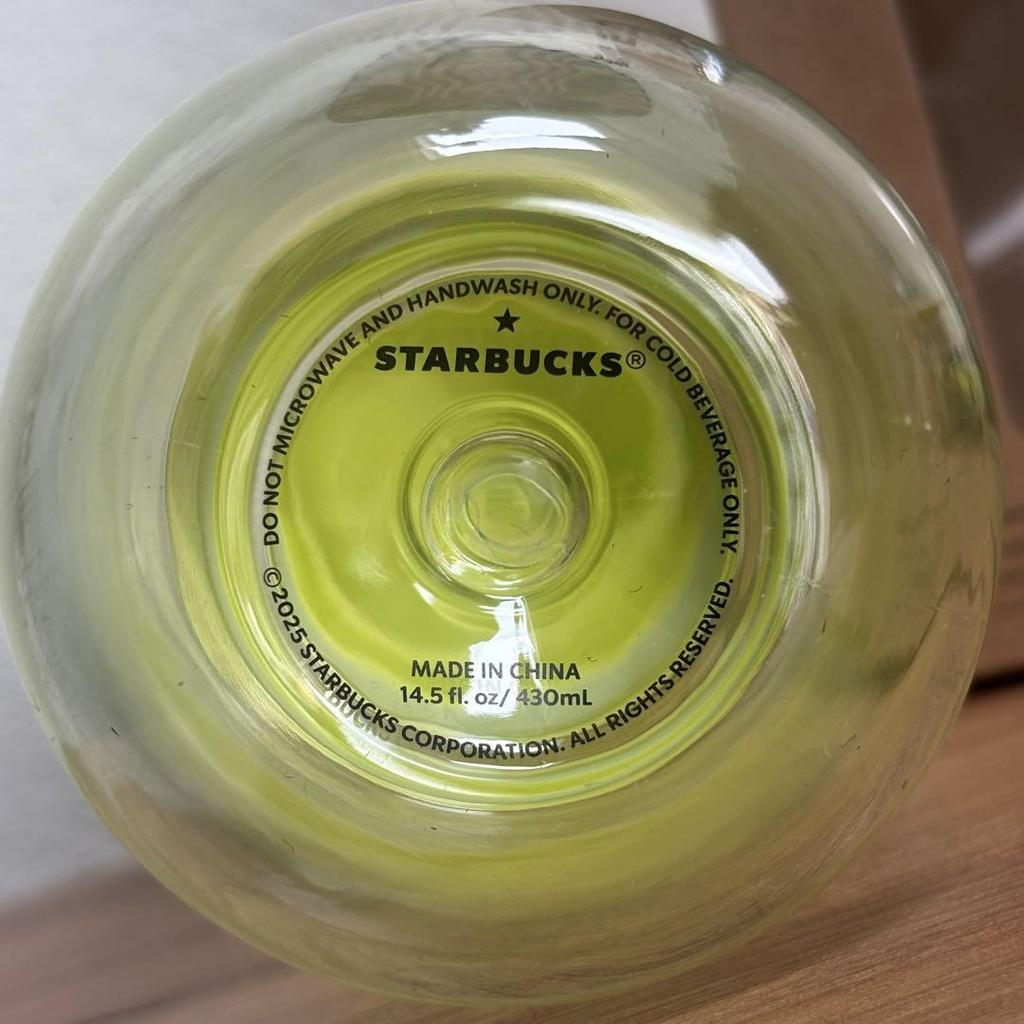 DO NOT MICROWAVE AND HANDWASH ONLY. FOR COLD BEVERAGE ONLY.
★
STARBUCKS®
MADE IN CHINA
14.5 fl. oz/ 430mL
©2025 STARBUCKS CORPORATION. ALL RIGHTS RESERVED.